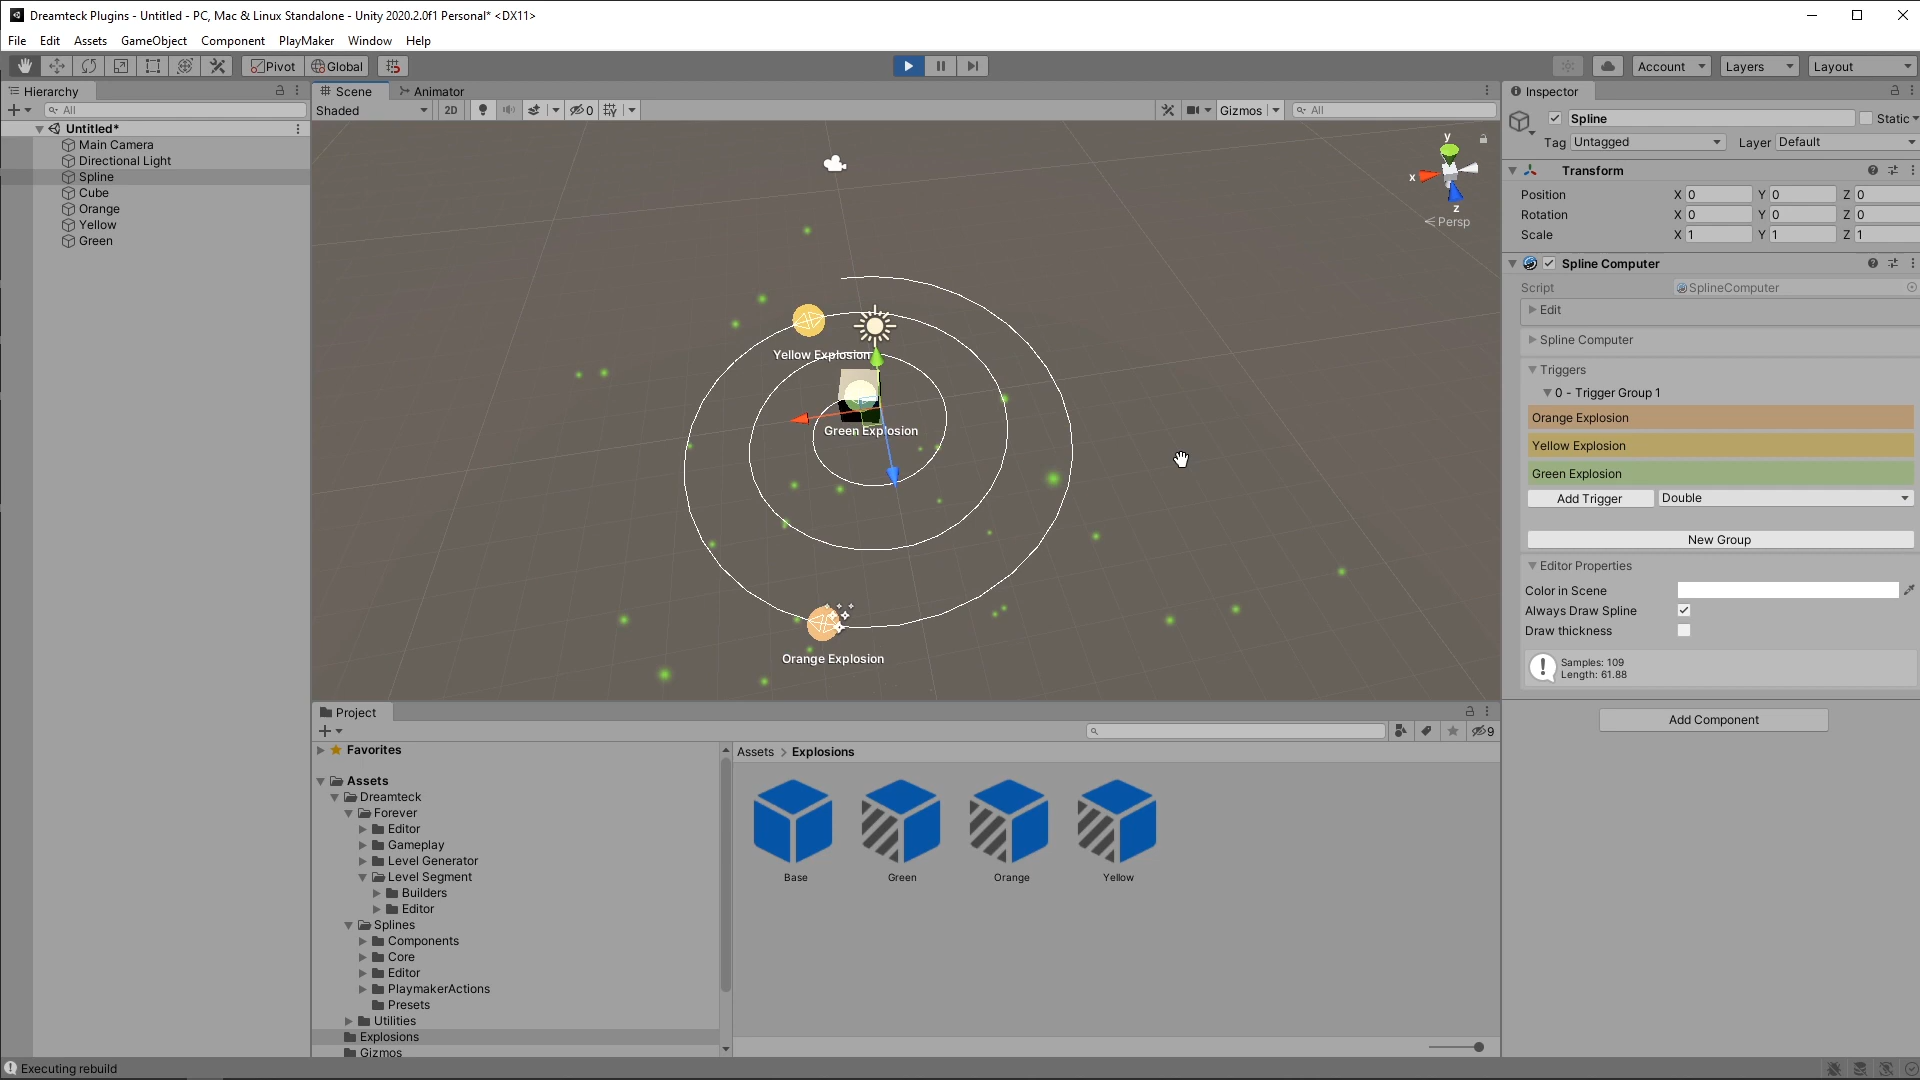 Dreamteck Plugins - Untitled - PC, Mac & Linux Standalone - Unity 2020.2.0f1 Personal* <DX11>
File Edit Assets GameObject Component PlayMaker Window Help
Pivot Global Account Layers Layout
Hierarchy
All
Untitled*
Main Camera
Directional Light
Spline
Cube
Orange
Yellow
Green
Scene Animator
Shaded 2D 0 Gizmos All
y
x
z
Persp
Yellow Explosion
Green Explosion
Orange Explosion
Inspector
Spline Static
Tag Untagged Layer Default
Transform
Position X 0 Y 0 Z 0
Rotation X 0 Y 0 Z 0
Scale X 1 Y 1 Z 1
Spline Computer
Script SplineComputer
Edit
Spline Computer
Triggers
0 - Trigger Group 1
Orange Explosion
Yellow Explosion
Green Explosion
Add Trigger Double
New Group
Editor Properties
Color in Scene
Always Draw Spline
Draw thickness
Samples: 109
Length: 61.88
Add Component
Project
9
Favorites
Assets
Dreamteck
Forever
Editor
Gameplay
Level Generator
Level Segment
Builders
Editor
Splines
Components
Core
Editor
PlaymakerActions
Presets
Utilities
Explosions
Gizmos
Assets > Explosions
Base Green Orange Yellow
Executing rebuild